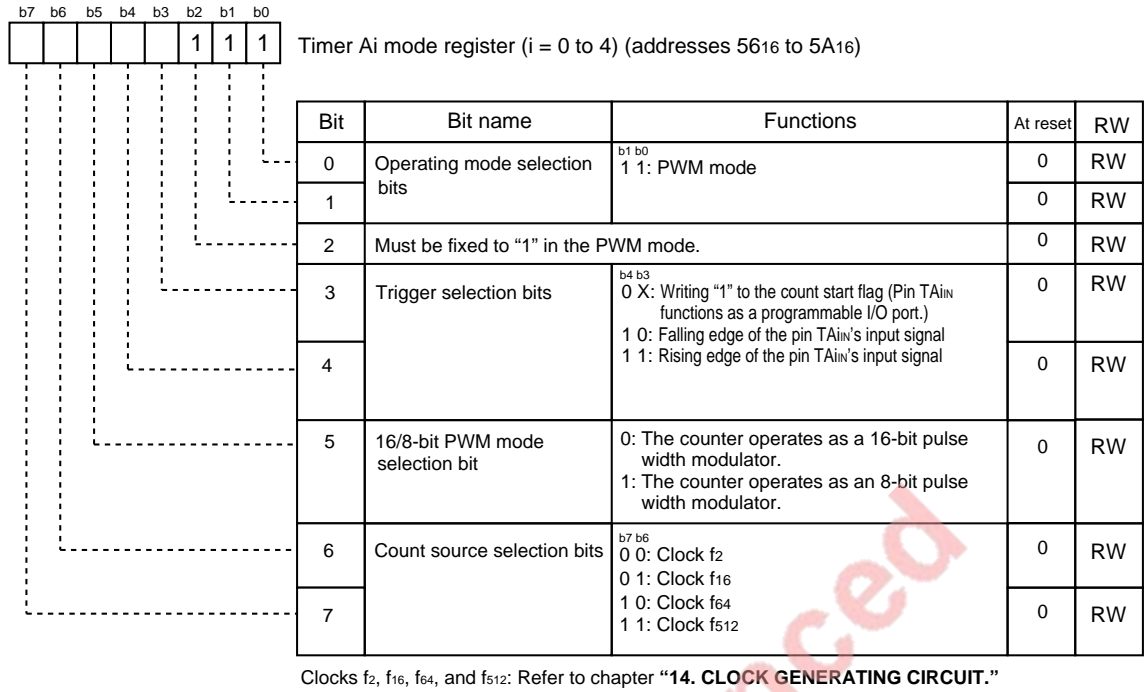 b7 b6 b5 b4 b3 b2 b1 b0
1 1 1
Timer Ai mode register (i = 0 to 4) (addresses 5616 to 5A16)
Bit Bit name Functions At reset RW
0 Operating mode selection bits b1 b0
1 1: PWM mode 0 RW
1 0 RW
2 Must be fixed to “1” in the PWM mode. 0 RW
3 Trigger selection bits b4 b3 0 RW
0 X: Writing “1” to the count start flag (Pin TAiIN
functions as a programmable I/O port.)
1 0: Falling edge of the pin TAiIN’s input signal
1 1: Rising edge of the pin TAiIN’s input signal
4 0 RW
5 16/8-bit PWM mode
selection bit 0: The counter operates as a 16-bit pulse
width modulator.
1: The counter operates as an 8-bit pulse
width modulator. 0 RW
6 Count source selection bits b7 b6 0 RW
0 0: Clock f2
0 1: Clock f16
1 0: Clock f64
1 1: Clock f512
7 0 RW
Clocks f2, f16, f64, and f512: Refer to chapter “14. CLOCK GENERATING CIRCUIT.”